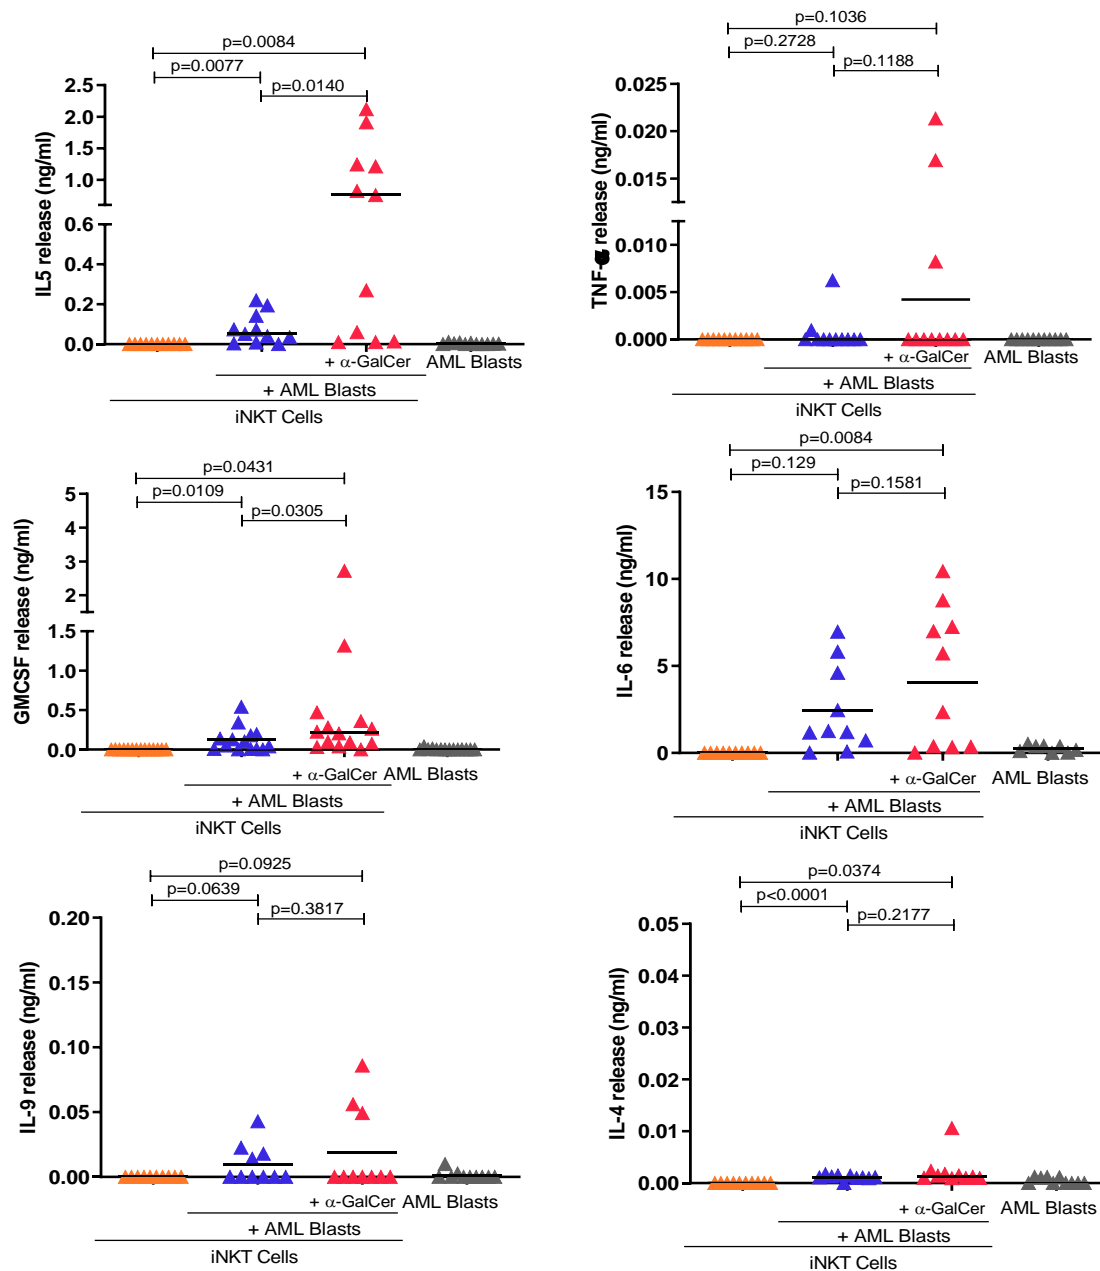 p=0.0084
p=0.0077
p=0.0140
IL5 release (ng/ml)
2.5
2.0
1.5
1.0
0.6
0.4
0.2
0.0
+ α-GalCer AML Blasts
+ AML Blasts
iNKT Cells
p=0.1036
p=0.2728
p=0.1188
TNF-α release (ng/ml)
0.025
0.020
0.015
0.010
0.005
0.000
+ α-GalCer AML Blasts
+ AML Blasts
iNKT Cells
p=0.0431
p=0.0109
p=0.0305
GMCSF release (ng/ml)
5
4
3
2
1.5
1.0
0.5
0.0
+ α-GalCer AML Blasts
+ AML Blasts
iNKT Cells
p=0.0084
p=0.129
p=0.1581
IL-6 release (ng/ml)
15
10
5
0
+ α-GalCer AML Blasts
+ AML Blasts
iNKT Cells
p=0.0925
p=0.0639
p=0.3817
IL-9 release (ng/ml)
0.20
0.15
0.10
0.05
0.00
+ α-GalCer AML Blasts
+ AML Blasts
iNKT Cells
p=0.0374
p<0.0001
p=0.2177
IL-4 release (ng/ml)
0.05
0.04
0.03
0.02
0.01
0.00
+ α-GalCer AML Blasts
+ AML Blasts
iNKT Cells